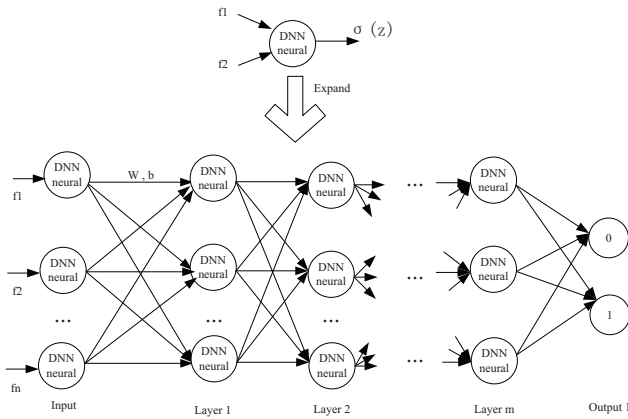 f1
DNN
neural
σ (z)
f2
Expand
DNN
neural
W , b
DNN
neural
DNN
neural
...
DNN
neural
f1
0
DNN
neural
DNN
neural
DNN
neural
...
DNN
neural
f2
1
...
...
...
...
DNN
neural
DNN
neural
DNN
neural
...
DNN
neural
fn
Input
Layer 1
Layer 2
Layer m
Output 1